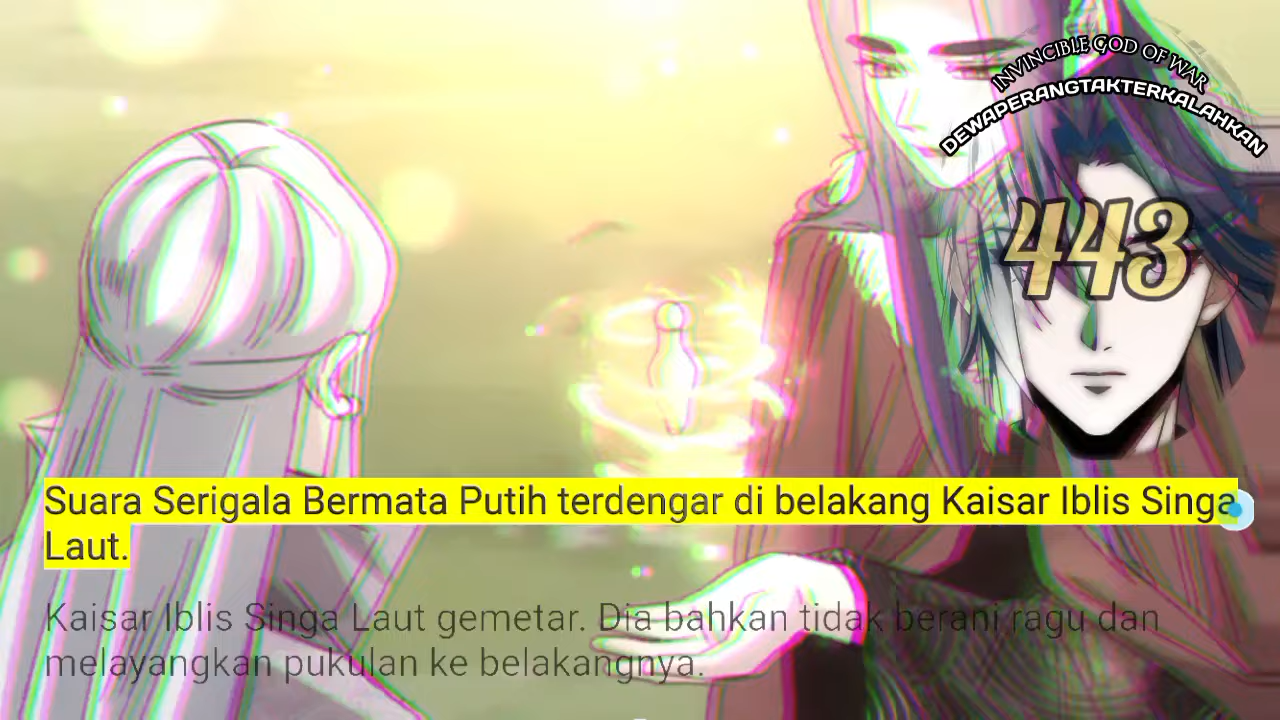 INVINCIBLE GOD OF WAR
DEWAPERANGTAKTERKALAHKAN
443
Suara Serigala Bermata Putih terdengar di belakang Kaisar Iblis Singa
Laut.
Kaisar Iblis Singa Laut gemetar. Dia bahkan tidak berani ragu dan
melayangkan pukulan ke belakangnya.